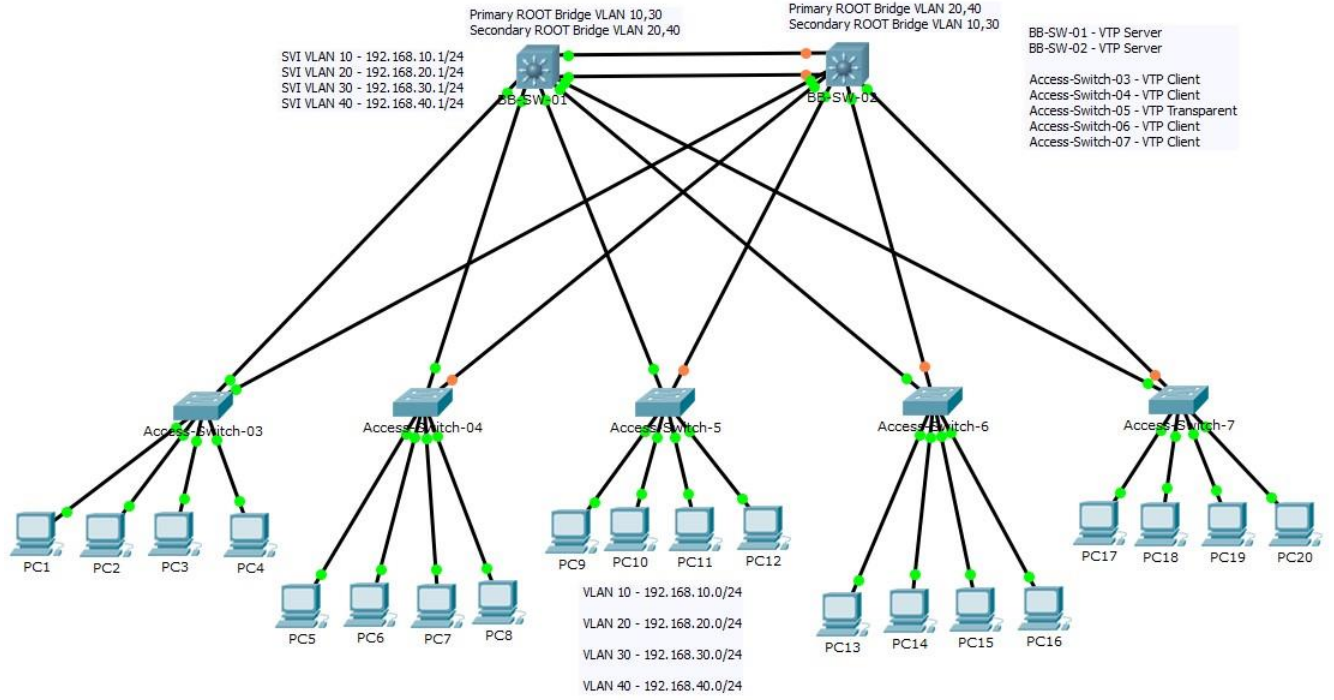 Primary ROOT Bridge VLAN 10,30
Secondary ROOT Bridge VLAN 20,40
Primary ROOT Bridge VLAN 20,40
Secondary ROOT Bridge VLAN 10,30
BB-SW-01 - VTP Server
BB-SW-02 - VTP Server
Access-Switch-03 - VTP Client
Access-Switch-04 - VTP Client
Access-Switch-05 - VTP Transparent
Access-Switch-06 - VTP Client
Access-Switch-07 - VTP Client
SVI VLAN 10 - 192.168.10.1/24
SVI VLAN 20 - 192.168.20.1/24
SVI VLAN 30 - 192.168.30.1/24
SVI VLAN 40 - 192.168.40.1/24
BB-SW-01
BB-SW-02
Access-Switch-03
Access-Switch-04
Access-Switch-5
Access-Switch-6
Access-Switch-7
PC1
PC2
PC3
PC4
PC5
PC6
PC7
PC8
PC9
PC10
PC11
PC12
PC13
PC14
PC15
PC16
PC17
PC18
PC19
PC20
VLAN 10 - 192.168.10.0/24
VLAN 20 - 192.168.20.0/24
VLAN 30 - 192.168.30.0/24
VLAN 40 - 192.168.40.0/24